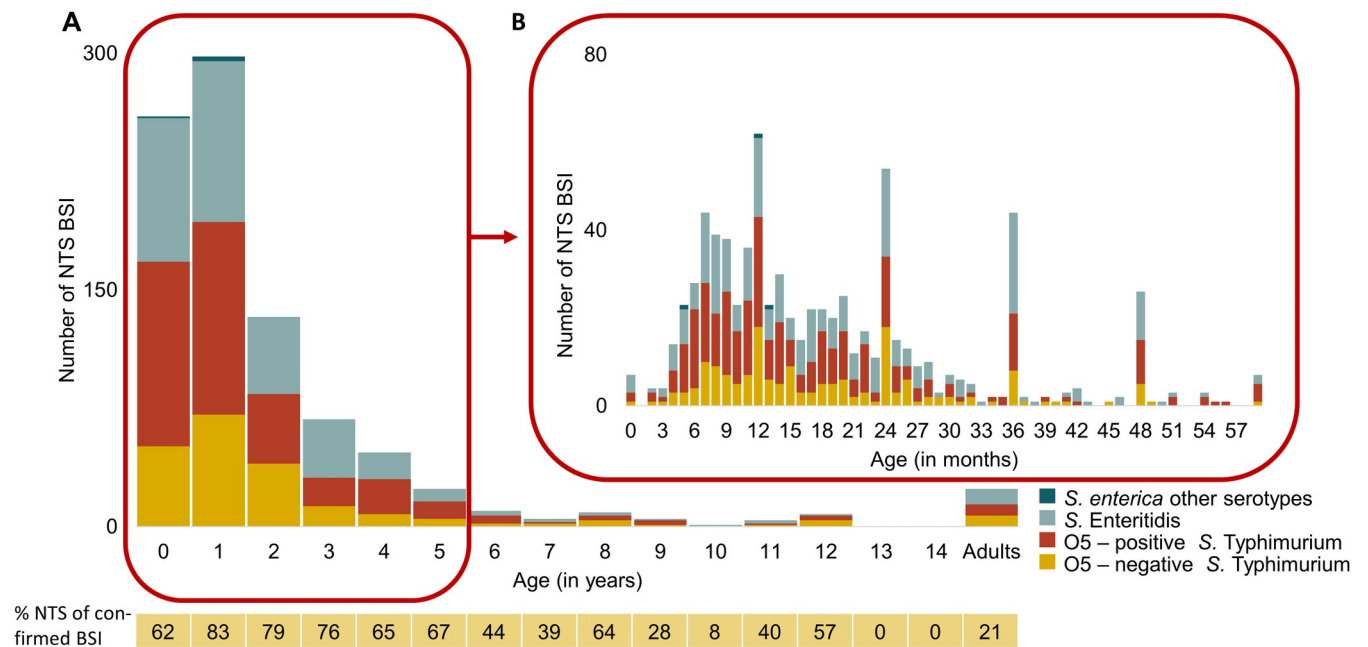 A
B
300
150
0
Number of NTS BSI
0 1 2 3 4 5 6 7 8 9 10 11 12 13 14 Adults
Age (in years)
80
40
0
Number of NTS BSI
0 3 6 9 12 15 18 21 24 27 30 33 36 39 42 45 48 51 54 57
Age (in months)
S. enterica other serotypes
S. Enteritidis
O5 – positive S. Typhimurium
O5 – negative S. Typhimurium
% NTS of con-
firmed BSI
62 83 79 76 65 67 44 39 64 28 8 40 57 0 0 21